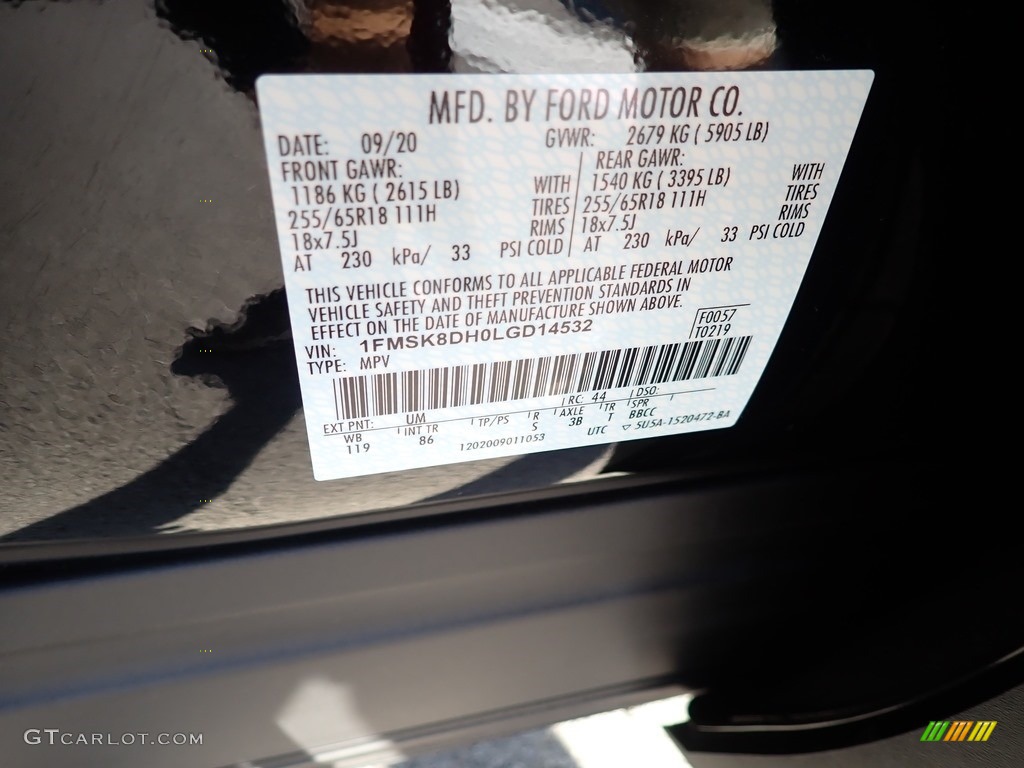 MFD. BY FORD MOTOR CO.
DATE: 09/20 GVWR: 2679 KG ( 5905 LB)
FRONT GAWR: REAR GAWR:
1186 KG ( 2615 LB) WITH 1540 KG ( 3395 LB) WITH
255/65R18 111H TIRES 255/65R18 111H TIRES
18x7.5J RIMS 18x7.5J RIMS
AT 230 kPa/ 33 PSI COLD AT 230 kPa/ 33 PSI COLD
THIS VEHICLE CONFORMS TO ALL APPLICABLE FEDERAL MOTOR
VEHICLE SAFETY AND THEFT PREVENTION STANDARDS IN
EFFECT ON THE DATE OF MANUFACTURE SHOWN ABOVE.
VIN: 1FMSK8DH0LGD14532 F0057
TYPE: MPV T0219
EXT PNT: UM RC: 44 DSO:
WB INT TR TP/PS R AXLE TR SPR
119 86 S 3B T BBCC
1202009011053 UTC ▽ 5U5A-1520472-BA
GTCARLOT.COM